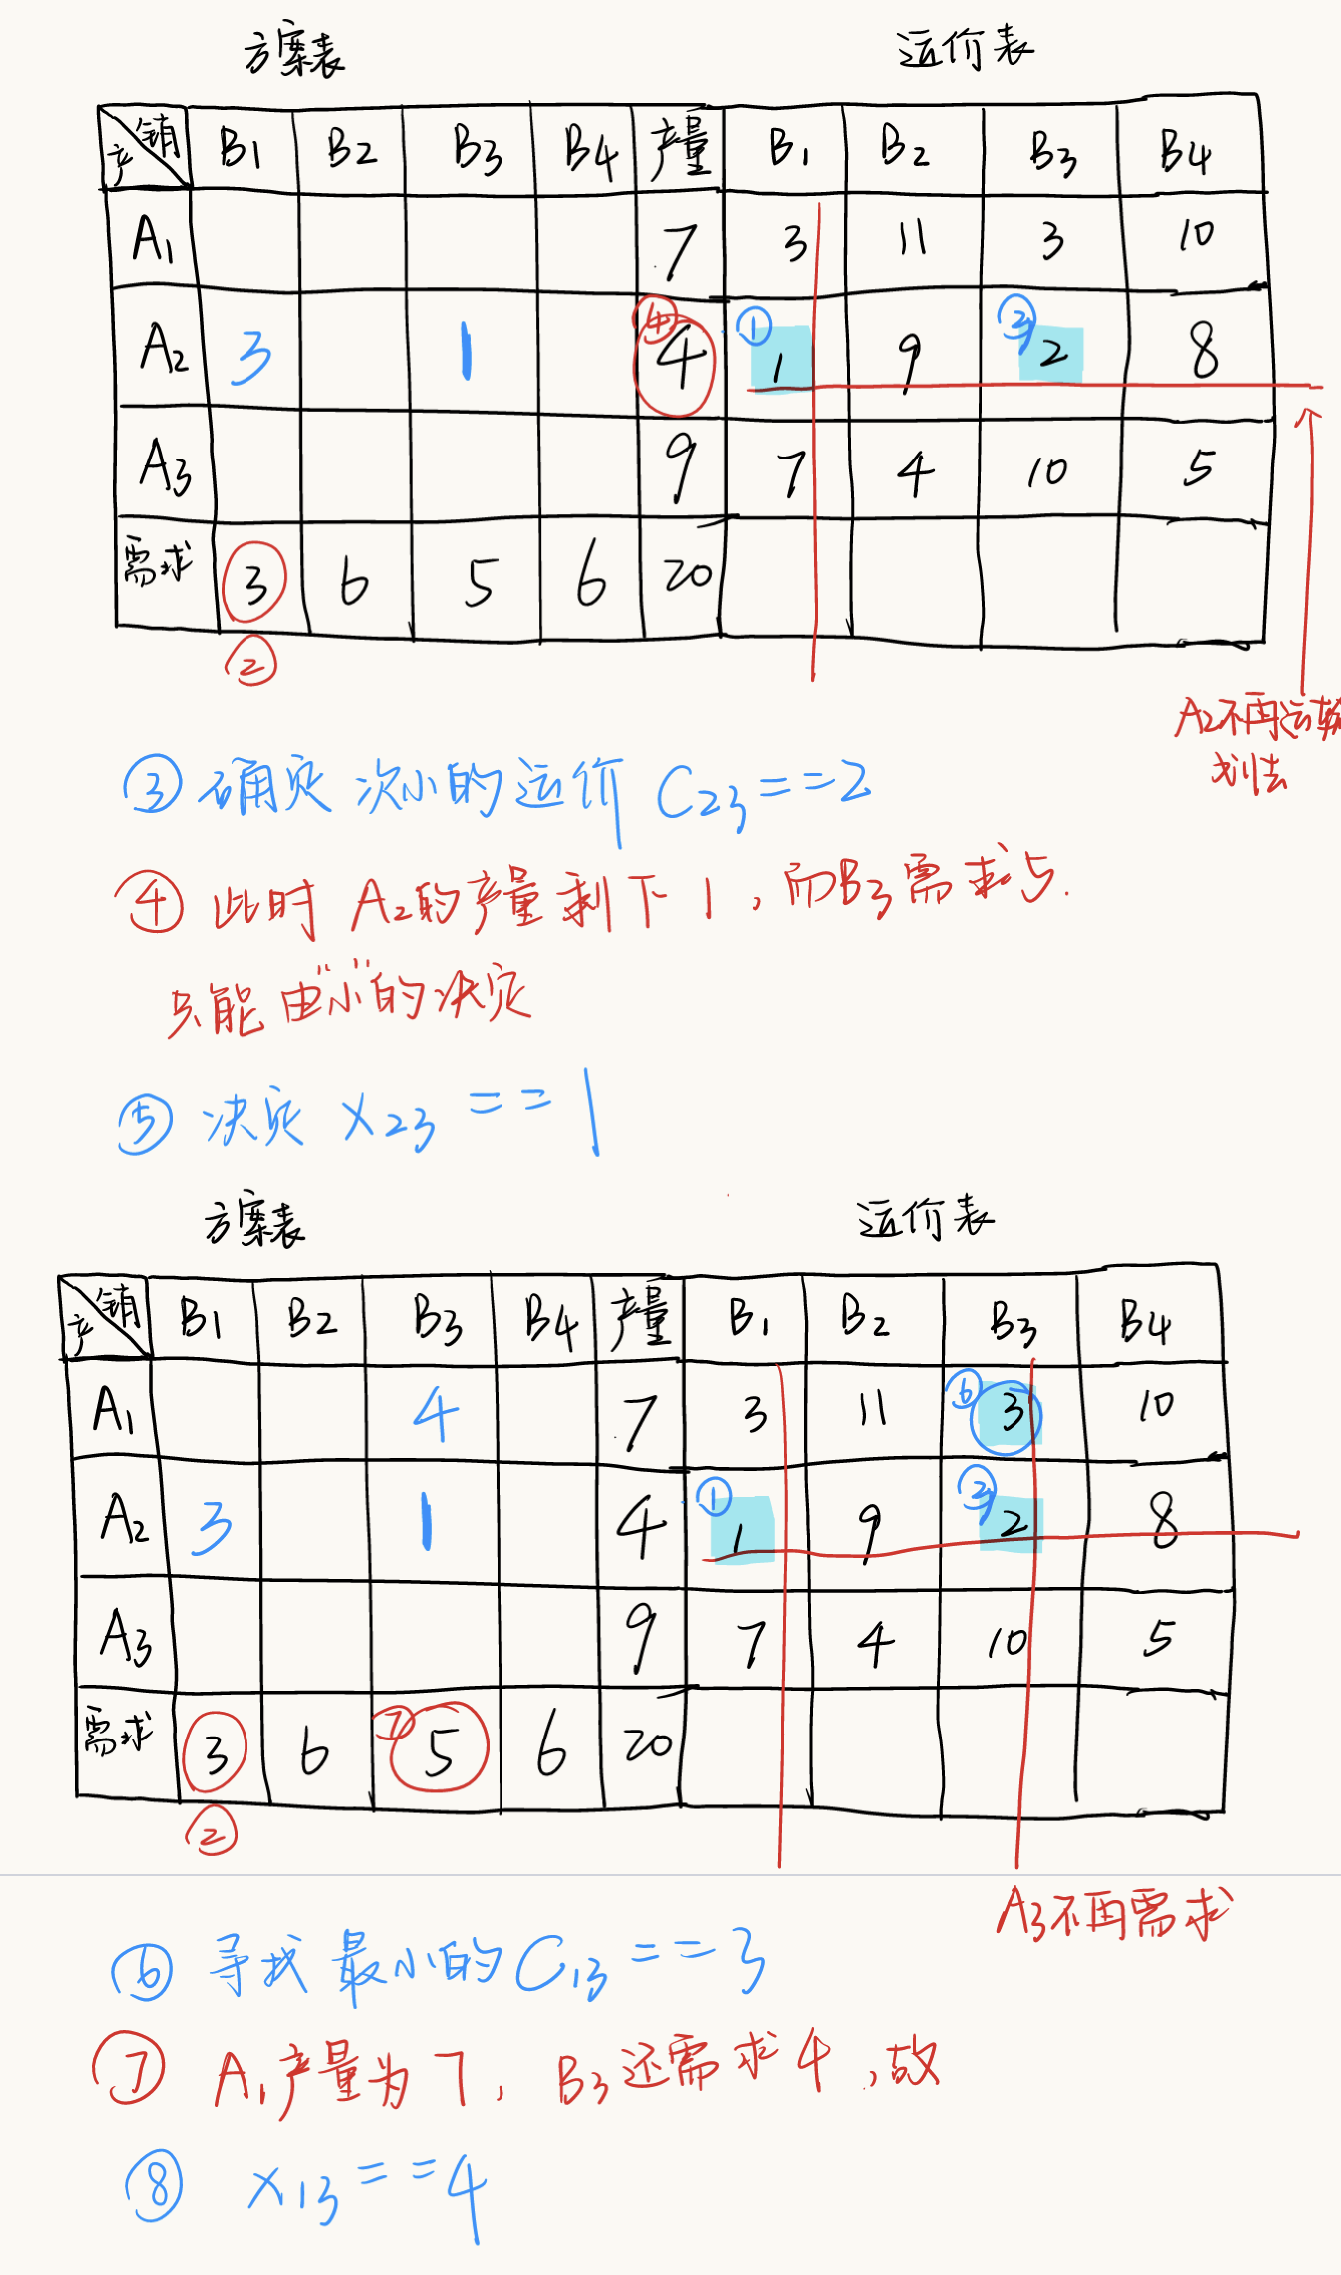 方案表 运价表
销 产 B1 B2 B3 B4 产量 B1 B2 B3 B4
A1 7 3 11 3 10
A2 3 1 ④ 4 ① 1 9 ③ 2 8
A3 9 7 4 10 5
需求 3 6 5 6 20
②
A2不再运输
划去
③ 确定 次小的运价 C23==2
④ 此时 A2的产量剩下1,而B3需求5.
只能由"小"的决定
⑤ 决定 X23==1
方案表 运价表
销 产 B1 B2 B3 B4 产量 B1 B2 B3 B4
A1 4 7 3 11 ⑥ 3 10
A2 3 1 4 ① 1 9 ③ 2 8
A3 9 7 4 10 5
需求 3 6 ⑦ 5 6 20
②
A3不再需求
⑥ 寻找最小的C13==3
⑦ A1产量为7, B3还需求4,故
⑧ X13==4